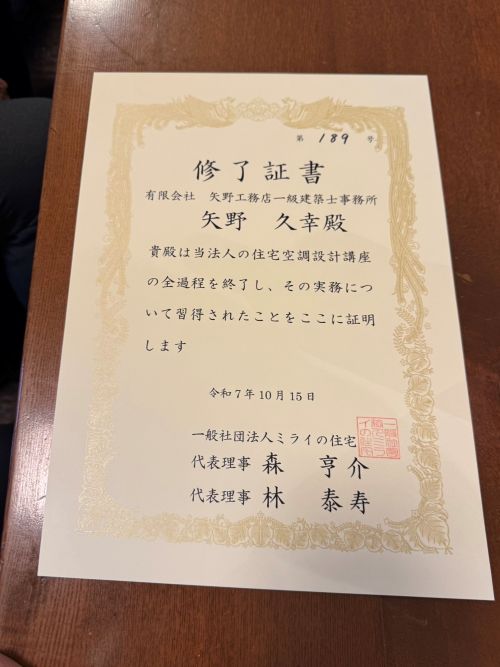 第 189 号
修了証書
有限会社　矢野工務店一級建築士事務所
矢野　久幸殿
貴殿は当法人の住宅空調設計講座
の全過程を終了し、その実務につ
いて習得されたことをここに証明
します
令和7年10月15日
一般社団法人ミライの住宅
代表理事　森　亨介
代表理事　林　泰寿